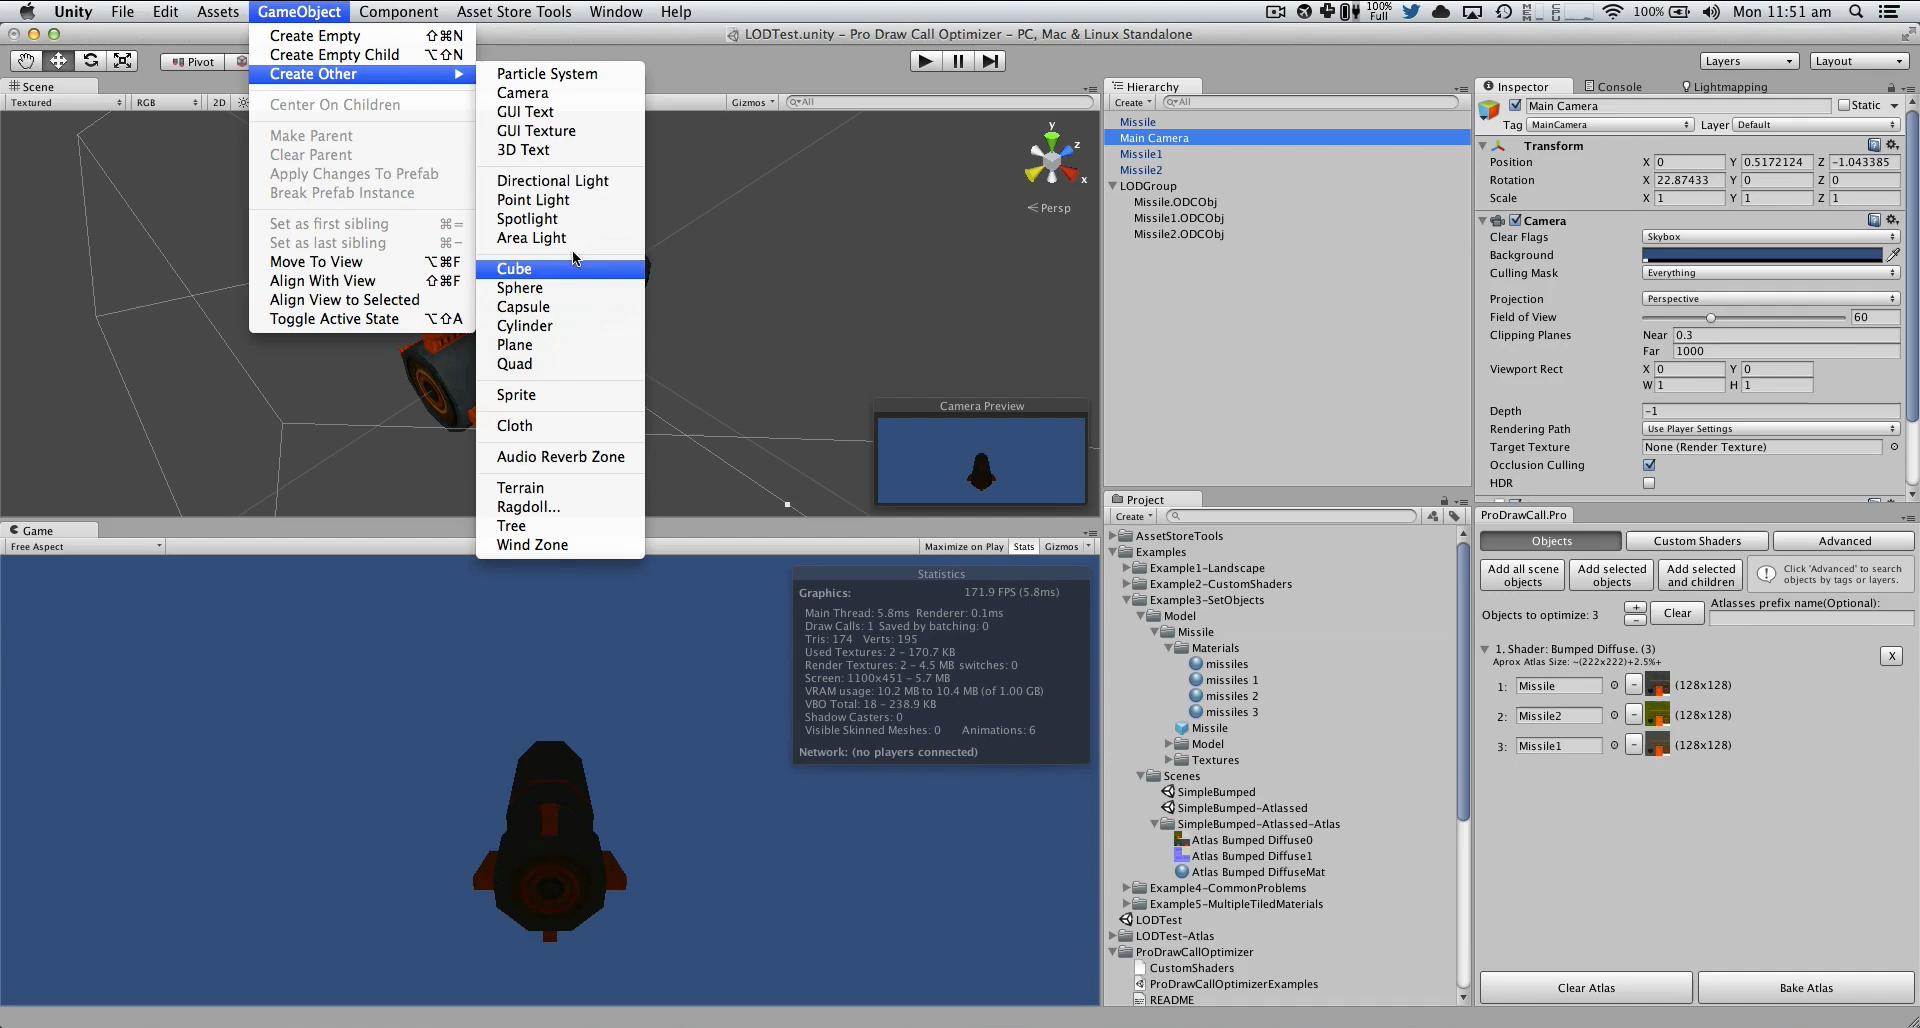 Unity File Edit Assets GameObject Component Asset Store Tools Window Help
100% Full
100%
Mon 11:51 am
LODTest.unity - Pro Draw Call Optimizer - PC, Mac & Linux Standalone
Pivot
Layers
Layout
Create Empty ⇧⌘N
Create Empty Child ⌥⇧N
Create Other
Center On Children
Make Parent
Clear Parent
Apply Changes To Prefab
Break Prefab Instance
Set as first sibling ⌘=
Set as last sibling ⌘-
Move To View ⌥⌘F
Align With View ⇧⌘F
Align View to Selected
Toggle Active State ⌥⇧A
Particle System
Camera
GUI Text
GUI Texture
3D Text
Directional Light
Point Light
Spotlight
Area Light
Cube
Sphere
Capsule
Cylinder
Plane
Quad
Sprite
Cloth
Audio Reverb Zone
Terrain
Ragdoll...
Tree
Wind Zone
Scene
Textured RGB 2D
Gizmos All
y
z
x
Persp
Camera Preview
Game
Free Aspect
Maximize on Play Stats Gizmos
Statistics
Graphics: 171.9 FPS (5.8ms)
Main Thread: 5.8ms Renderer: 0.1ms
Draw Calls: 1 Saved by batching: 0
Tris: 174 Verts: 195
Used Textures: 2 - 170.7 KB
Render Textures: 2 - 4.5 MB switches: 0
Screen: 1100x451 - 5.7 MB
VRAM usage: 10.2 MB to 10.4 MB (of 1.00 GB)
VBO Total: 18 - 238.9 KB
Shadow Casters: 0
Visible Skinned Meshes: 0 Animations: 6
Network: (no players connected)
Hierarchy
Create All
Missile
Main Camera
Missile1
Missile2
LODGroup
Missile.ODCObj
Missile1.ODCObj
Missile2.ODCObj
Project
Create
AssetStoreTools
Examples
Example1-Landscape
Example2-CustomShaders
Example3-SetObjects
Model
Missile
Materials
missiles
missiles 1
missiles 2
missiles 3
Missile
Model
Textures
Scenes
SimpleBumped
SimpleBumped-Atlassed
SimpleBumped-Atlassed-Atlas
Atlas Bumped Diffuse0
Atlas Bumped Diffuse1
Atlas Bumped DiffuseMat
Example4-CommonProblems
Example5-MultipleTiledMaterials
LODTest
LODTest-Atlas
ProDrawCallOptimizer
CustomShaders
ProDrawCallOptimizerExamples
README
Inspector Console Lightmapping
Main Camera Static
Tag MainCamera Layer Default
Transform
Position X 0 Y 0.5172124 Z -1.043385
Rotation X 22.87433 Y 0 Z 0
Scale X 1 Y 1 Z 1
Camera
Clear Flags Skybox
Background
Culling Mask Everything
Projection Perspective
Field of View 60
Clipping Planes Near 0.3
Far 1000
Viewport Rect X 0 Y 0
W 1 H 1
Depth -1
Rendering Path Use Player Settings
Target Texture None (Render Texture)
Occlusion Culling
HDR
ProDrawCall.Pro
Objects Custom Shaders Advanced
Add all scene objects
Add selected objects
Add selected and children
Click 'Advanced' to search objects by tags or layers.
Objects to optimize: 3 + - Clear Atlasses prefix name(Optional):
1. Shader: Bumped Diffuse. (3) X
Aprox Atlas Size: ~(222x222)+2.5%+
1: Missile - (128x128)
2: Missile2 - (128x128)
3: Missile1 - (128x128)
Clear Atlas Bake Atlas